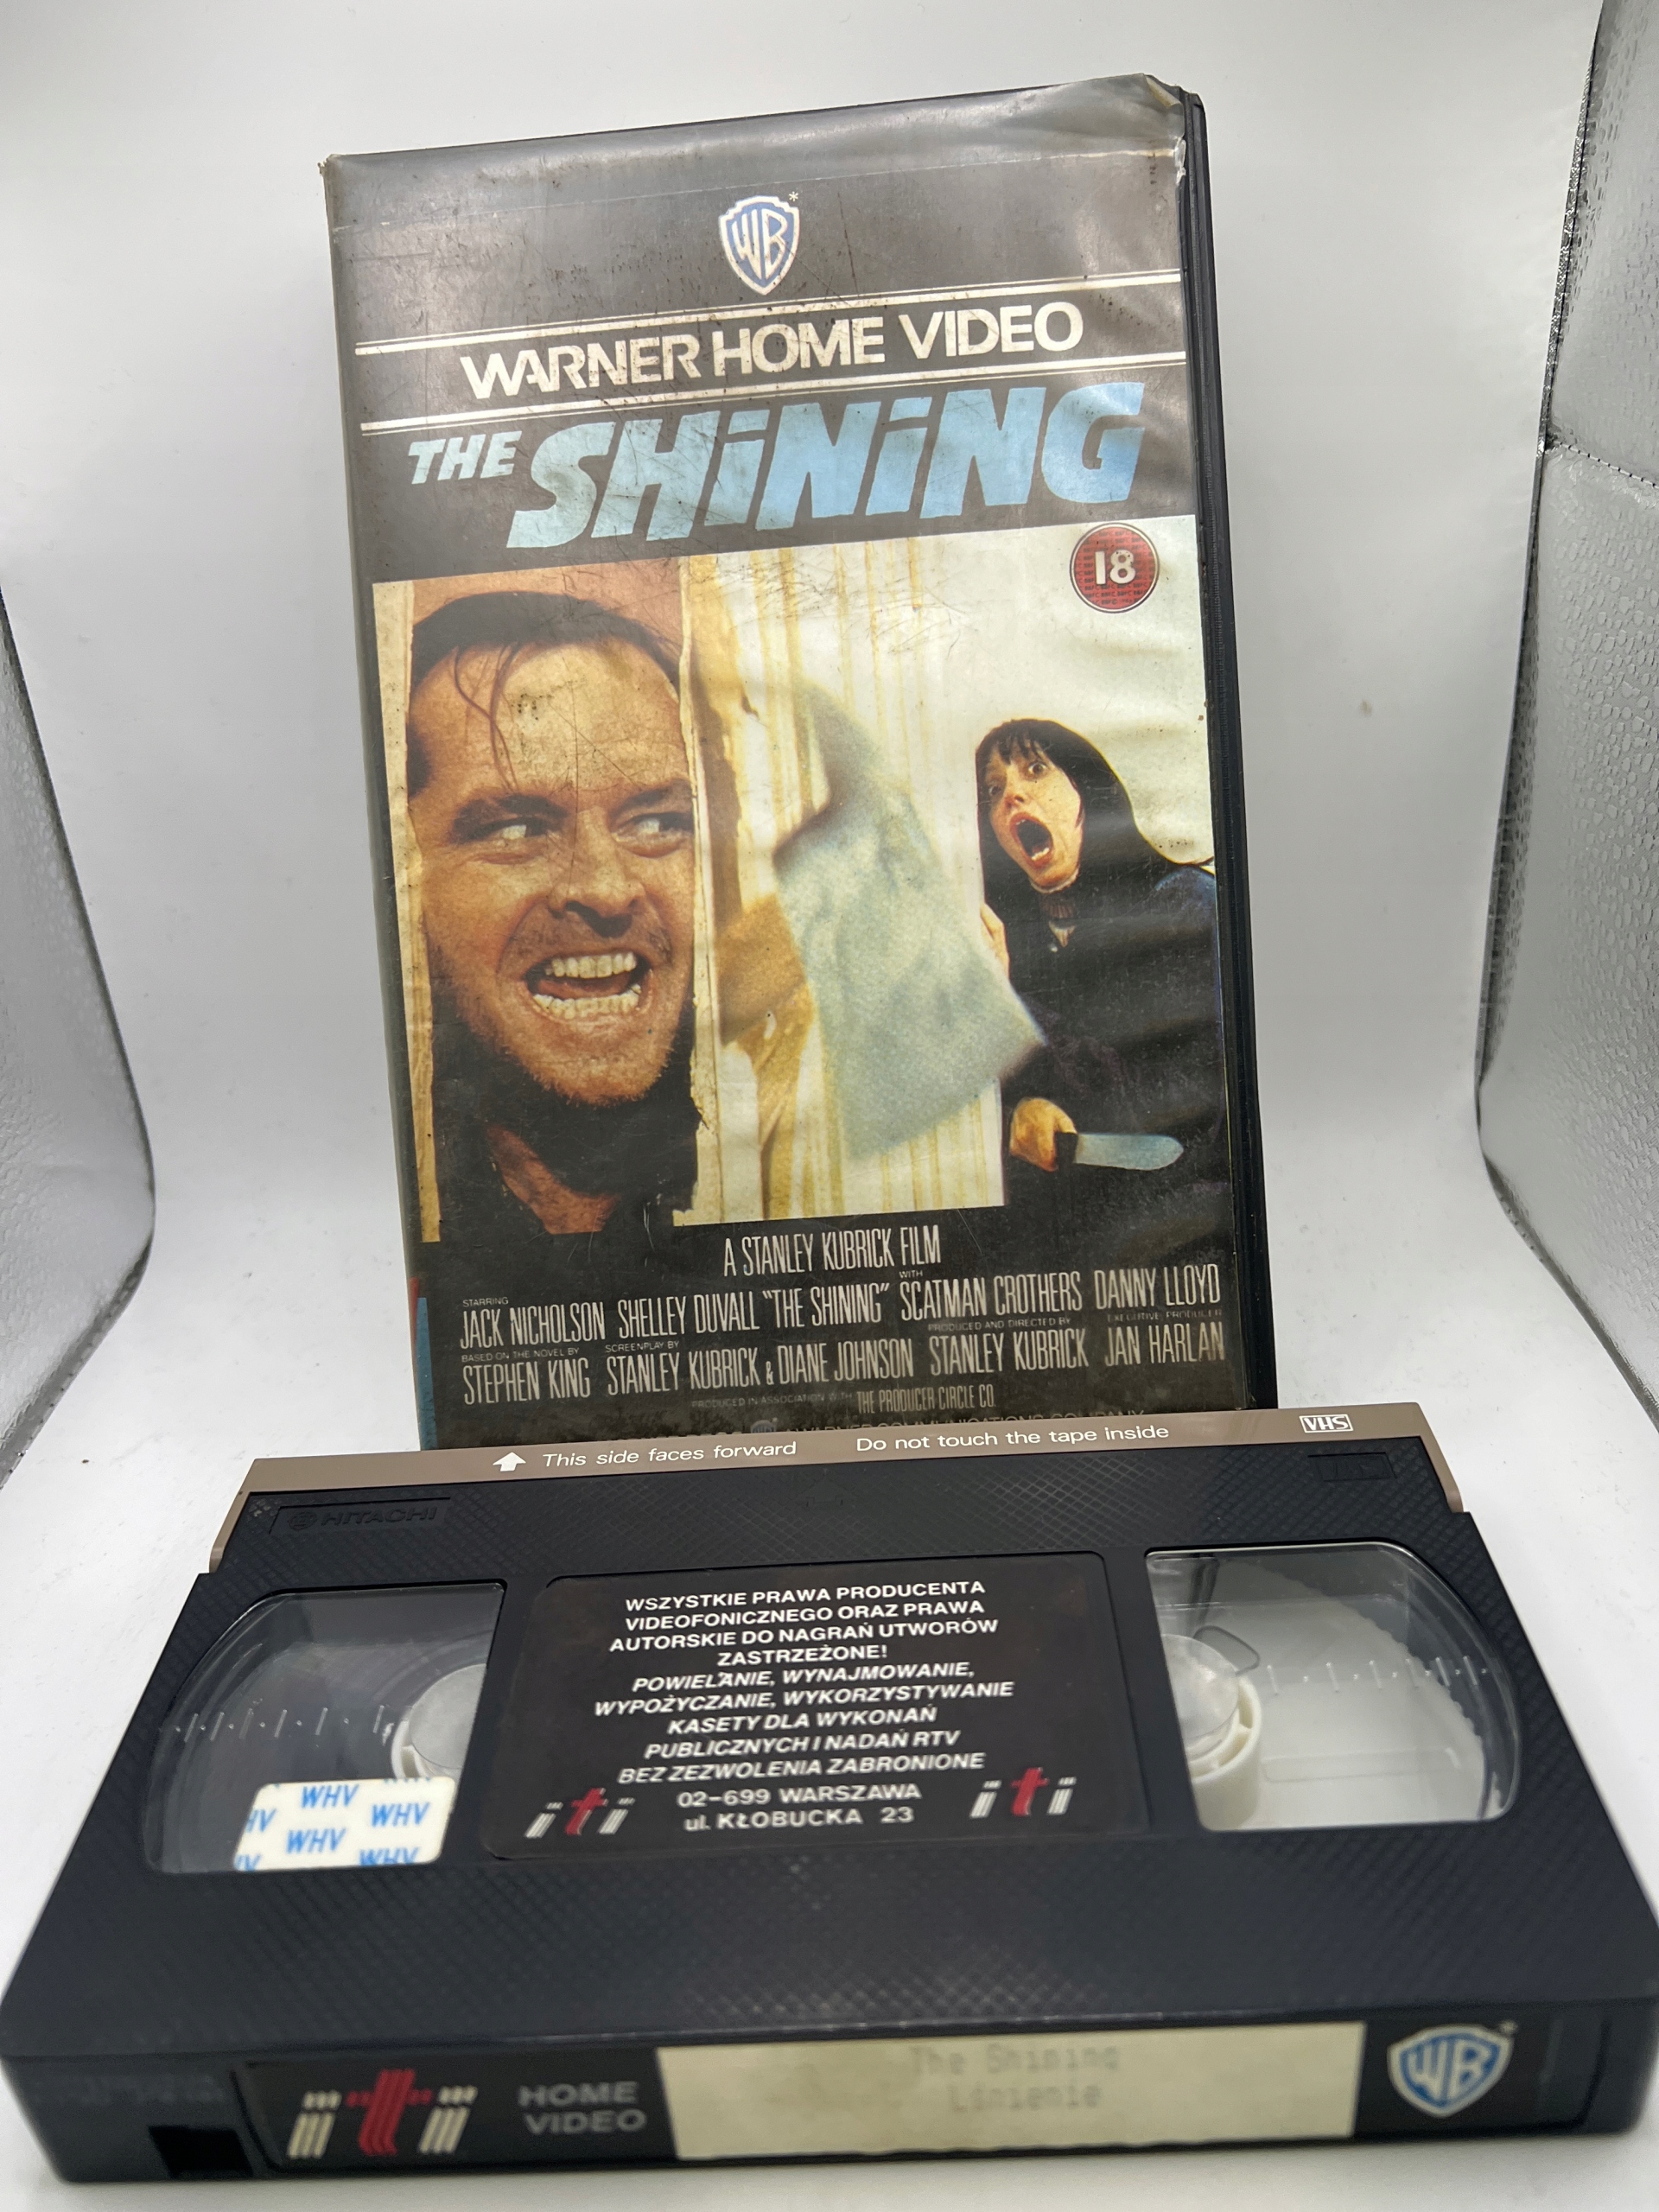 WB*
WARNER HOME VIDEO
THE SHiNiNG
18
A STANLEY KUBRICK FILM
STARRING
WITH
JACK NICHOLSON SHELLEY DUVALL "THE SHINING" SCATMAN CROTHERS DANNY LLOYD
BASED ON THE NOVEL BY SCREENPLAY BY PRODUCED AND DIRECTED BY EXECUTIVE PRODUCER
STEPHEN KING STANLEY KUBRICK & DIANE JOHNSON STANLEY KUBRICK JAN HARLAN
PRODUCED IN ASSOCIATION WITH THE PRODUCER CIRCLE CO.
WARNER COMMUNICATIONS COMPANY
This side faces forward Do not touch the tape inside VHS
HITACHI
WSZYSTKIE PRAWA PRODUCENTA
VIDEOFONICZNEGO ORAZ PRAWA
AUTORSKIE DO NAGRAŃ UTWORÓW
ZASTRZEŻONE!
POWIELANIE, WYNAJMOWANIE,
WYPOŻYCZANIE, WYKORZYSTYWANIE
KASETY DLA WYKONAŃ
PUBLICZNYCH I NADAŃ RTV
BEZ ZEZWOLENIA ZABRONIONE
iti 02-699 WARSZAWA iti
ul. KŁOBUCKA 23
WHV
WHV
WHV
WHV
iti HOME
VIDEO
The Shining
Lśnienie
WB*